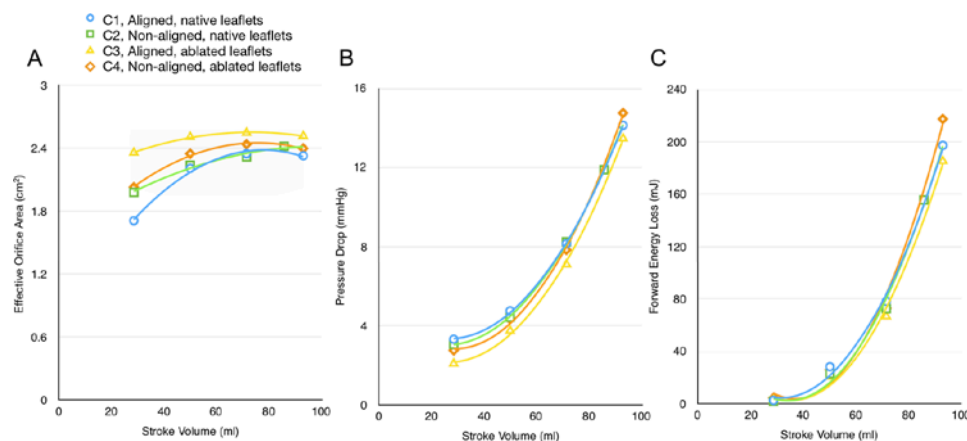 C1, Aligned, native leaflets
C2, Non-aligned, native leaflets
C3, Aligned, ablated leaflets
C4, Non-aligned, ablated leaflets
A
3
2.4
1.8
1.2
0.6
0
0
20
40
60
80
100
Effective Orifice Area (cm²)
Stroke Volume (ml)
B
16
12
8
4
0
0
20
40
60
80
100
Pressure Drop (mmHg)
Stroke Volume (ml)
C
240
200
160
120
80
40
0
0
20
40
60
80
100
Forward Energy Loss (mJ)
Stroke Volume (ml)